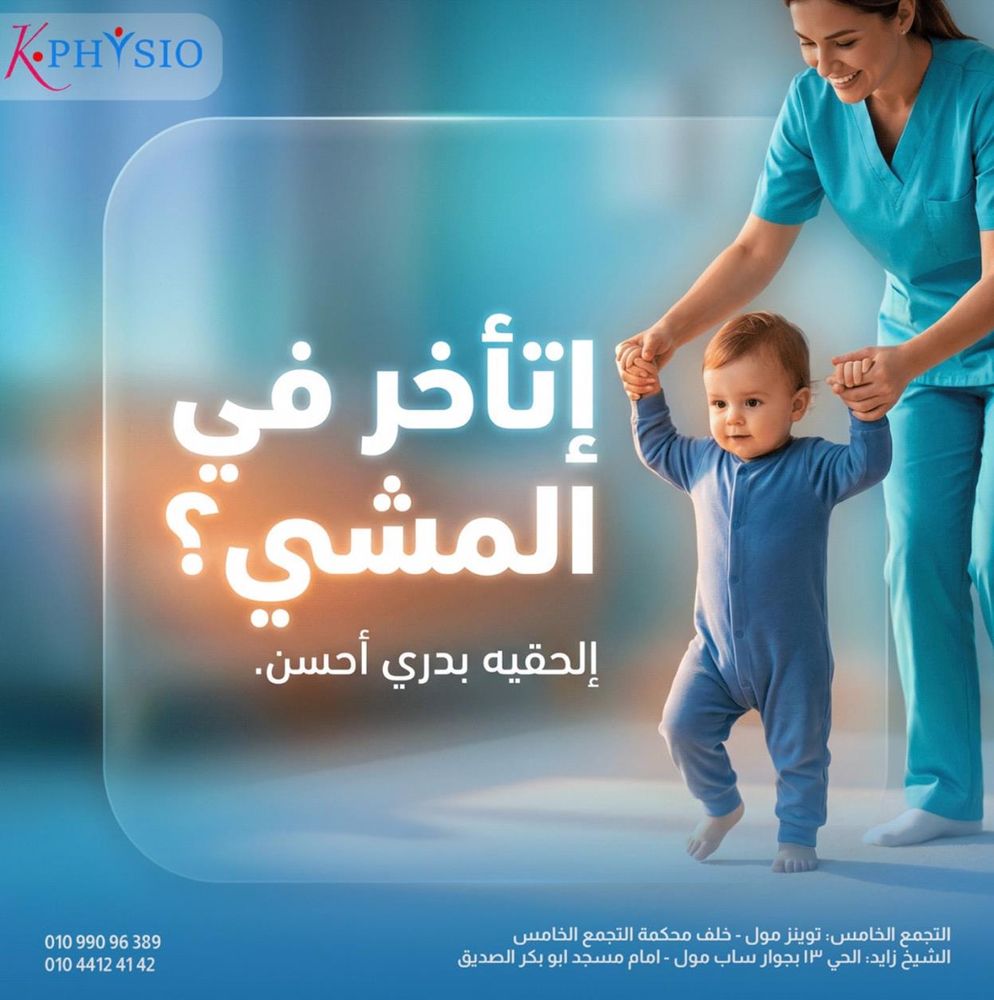 K·PHYSIO
إتأخر في
المشي؟
إلحقيه بدري أحسن.
التجمع الخامس: توينز مول - خلف محكمة التجمع الخامس
الشيخ زايد: الحي ١٣ بجوار ساب مول - امام مسجد ابو بكر الصديق
010 990 96 389
010 4412 41 42